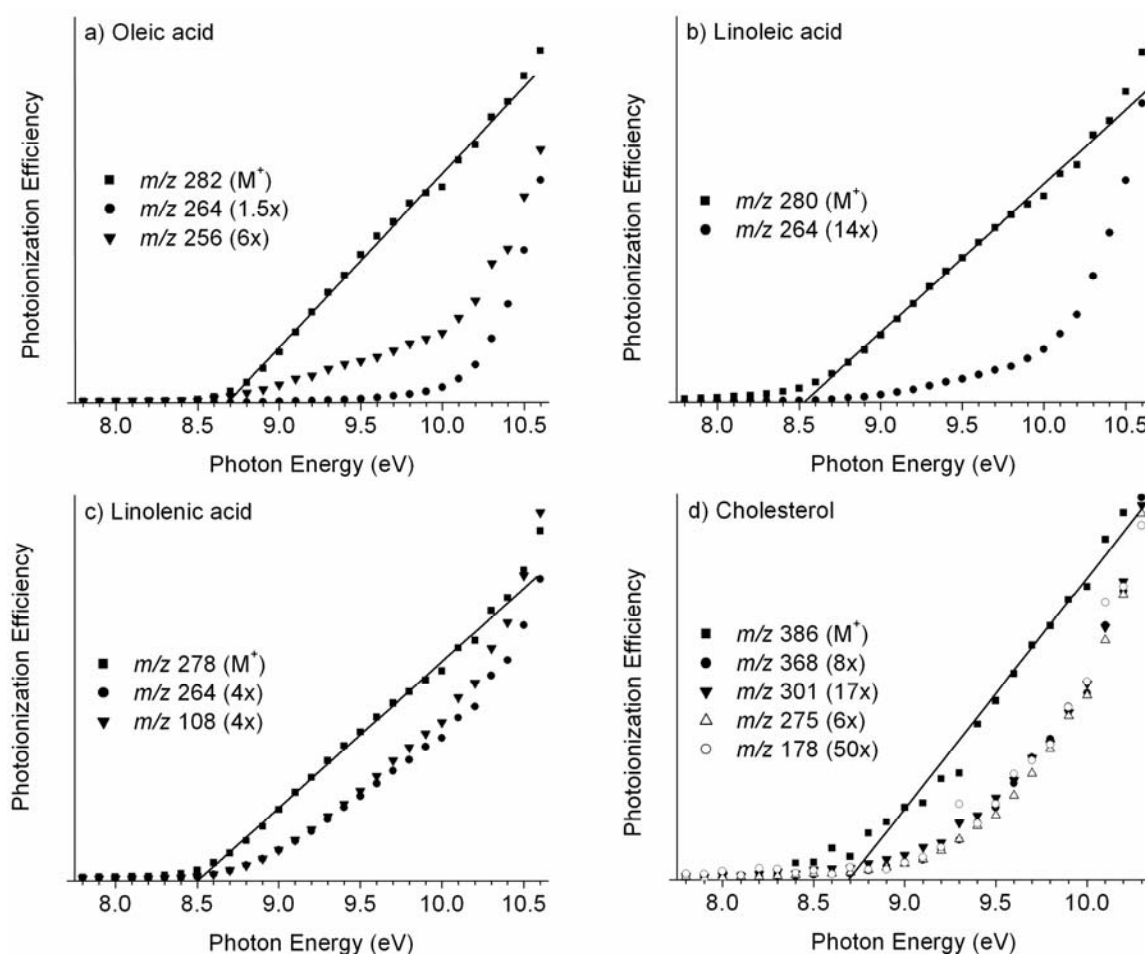 a) Oleic acid
Photoionization Efficiency
m/z 282 (M⁺)
m/z 264 (1.5x)
m/z 256 (6x)
8.0 8.5 9.0 9.5 10.0 10.5
Photon Energy (eV)
b) Linoleic acid
Photoionization Efficiency
m/z 280 (M⁺)
m/z 264 (14x)
8.0 8.5 9.0 9.5 10.0 10.5
Photon Energy (eV)
c) Linolenic acid
Photoionization Efficiency
m/z 278 (M⁺)
m/z 264 (4x)
m/z 108 (4x)
8.0 8.5 9.0 9.5 10.0 10.5
Photon Energy (eV)
d) Cholesterol
Photoionization Efficiency
m/z 386 (M⁺)
m/z 368 (8x)
m/z 301 (17x)
m/z 275 (6x)
m/z 178 (50x)
8.0 8.5 9.0 9.5 10.0
Photon Energy (eV)